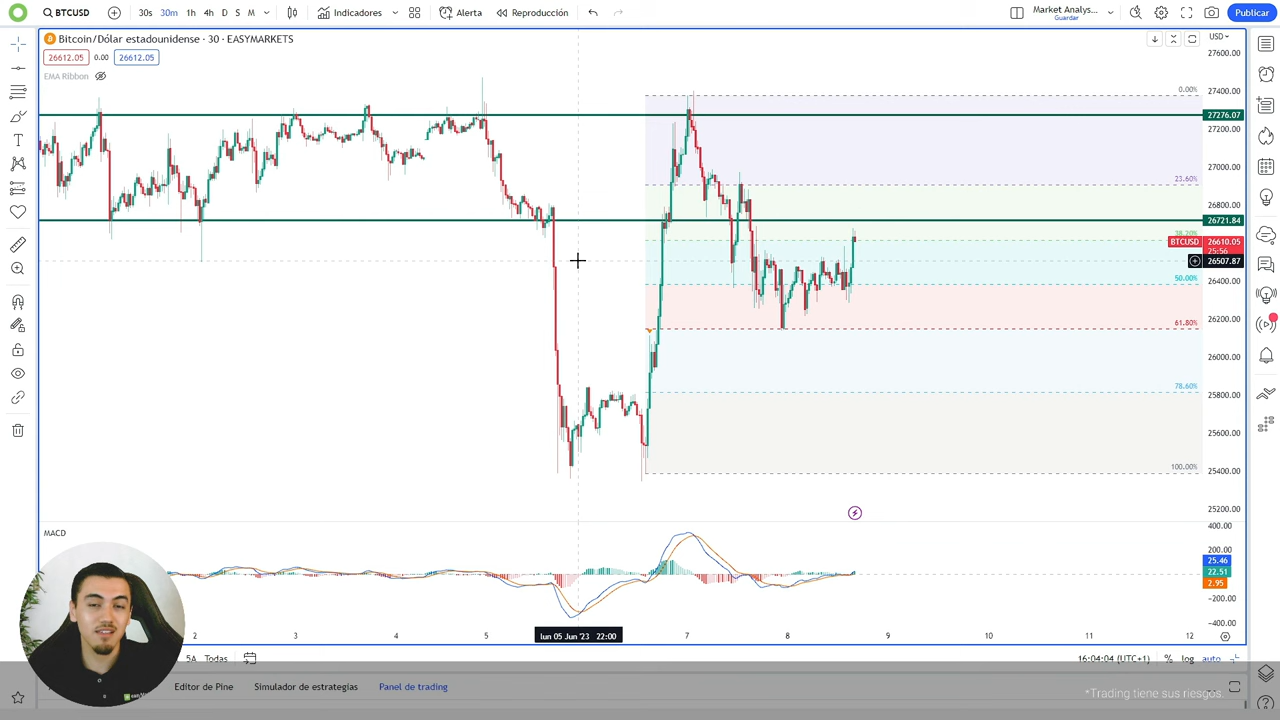 BTCUSD 30s 30m 1h 4h D S M Indicadores Alerta Reproducción Market Analys... Guardar Publicar
Bitcoin/Dólar estadounidense · 30 · EASYMARKETS
USD
26612.05 0.00 26612.05
EMA Ribbon
27600.00
0.00%
27400.00
27276.07
27200.00
27000.00
23.60%
26800.00
26721.84
38.20%
BTCUSD 26610.05
25:56
26507.87
50.00%
26400.00
26200.00
61.80%
26000.00
78.60%
25800.00
25600.00
100.00%
25400.00
25200.00
MACD
400.00
200.00
25.46
22.51
2.95
−200.00
−400.00
2 3 4 5 lun 05 Jun '23 22:00 7 8 9 10 11 12
5A Todas 16:04:04 (UTC+1) % log auto
Editor de Pine Simulador de estrategias Panel de trading
*Trading tiene sus riesgos.